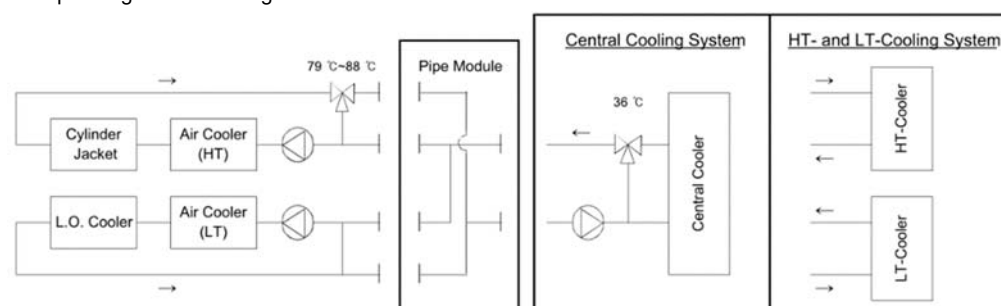 Central Cooling System
HT- and LT-Cooling System
79 ℃~88 ℃
Pipe Module
36 ℃
Cylinder
Jacket
Air Cooler
(HT)
L.O. Cooler
Air Cooler
(LT)
Central Cooler
HT-Cooler
LT-Cooler